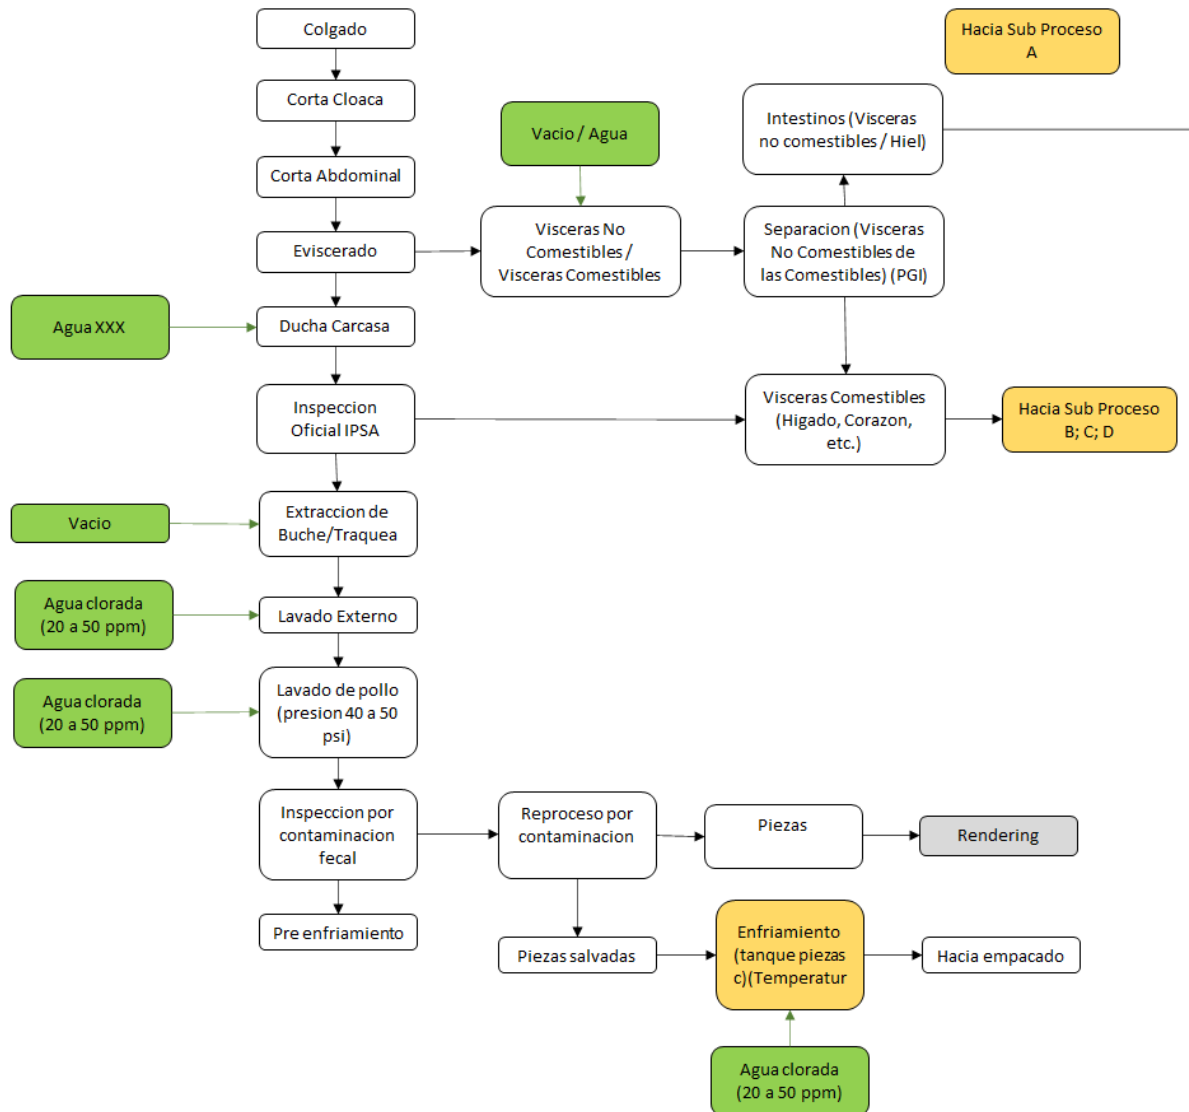 Colgado
Hacia Sub Proceso
A
Corta Cloaca
Vacio / Agua
Intestinos (Visceras
no comestibles / Hiel)
Corta Abdominal
Eviscerado
Visceras No
Comestibles /
Visceras Comestibles
Separacion (Visceras
No Comestibles de
las Comestibles) (PGI)
Agua XXX
Ducha Carcasa
Inspeccion
Oficial IPSA
Visceras Comestibles
(Higado, Corazon,
etc.)
Hacia Sub Proceso
B; C; D
Vacio
Extraccion de
Buche/Traquea
Agua clorada
(20 a 50 ppm)
Lavado Externo
Agua clorada
(20 a 50 ppm)
Lavado de pollo
(presion 40 a 50
psi)
Inspeccion por
contaminacion
fecal
Reproceso por
contaminacion
Piezas
Rendering
Pre enfriamiento
Piezas salvadas
Enfriamiento
(tanque piezas
c)(Temperatur
Hacia empacado
Agua clorada
(20 a 50 ppm)